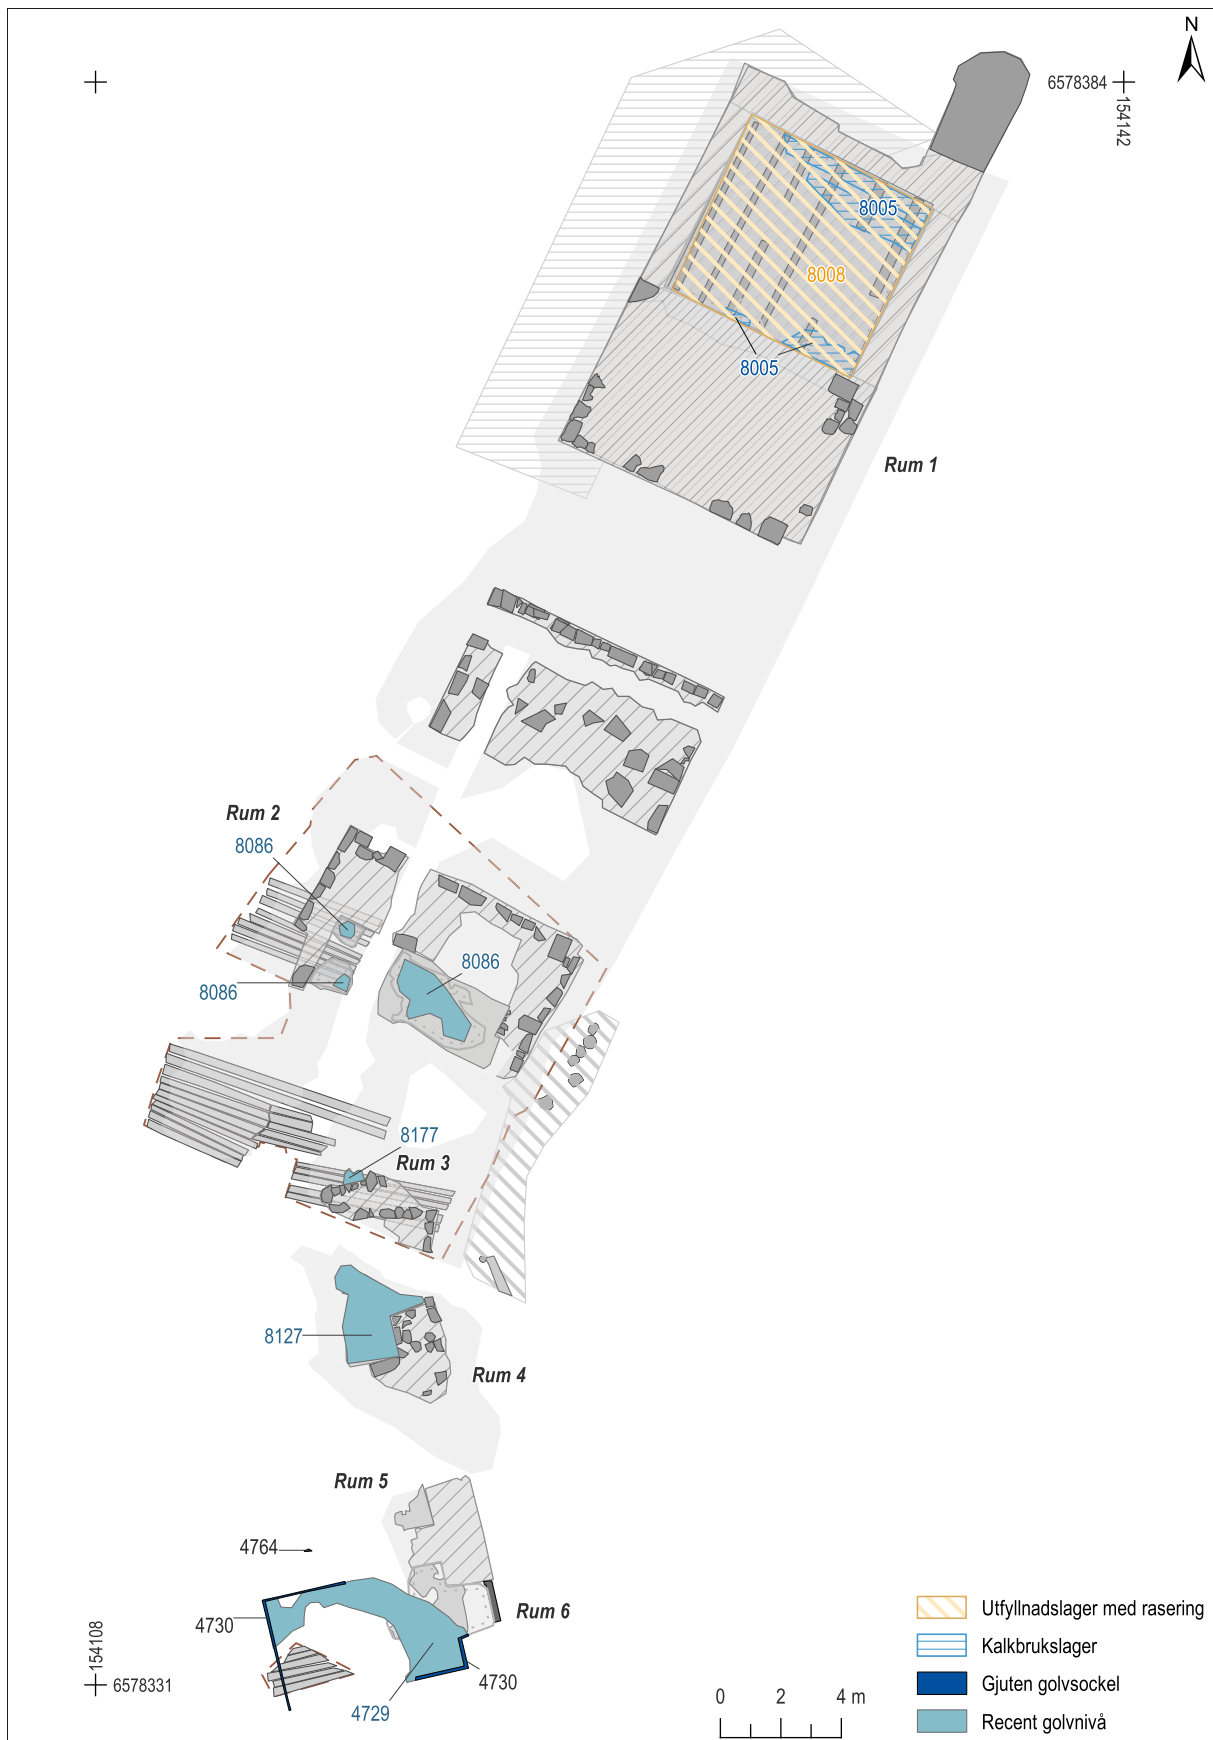 N
6578384
154142
8005
8008
8005
Rum 1
Rum 2
8086
8086
8086
8177
Rum 3
8127
Rum 4
Rum 5
4764
Rum 6
4730
4730
4729
154108
6578331
0 2 4 m
Utfyllnadslager med rasering
Kalkbrukslager
Gjuten golvsockel
Recent golvnivå